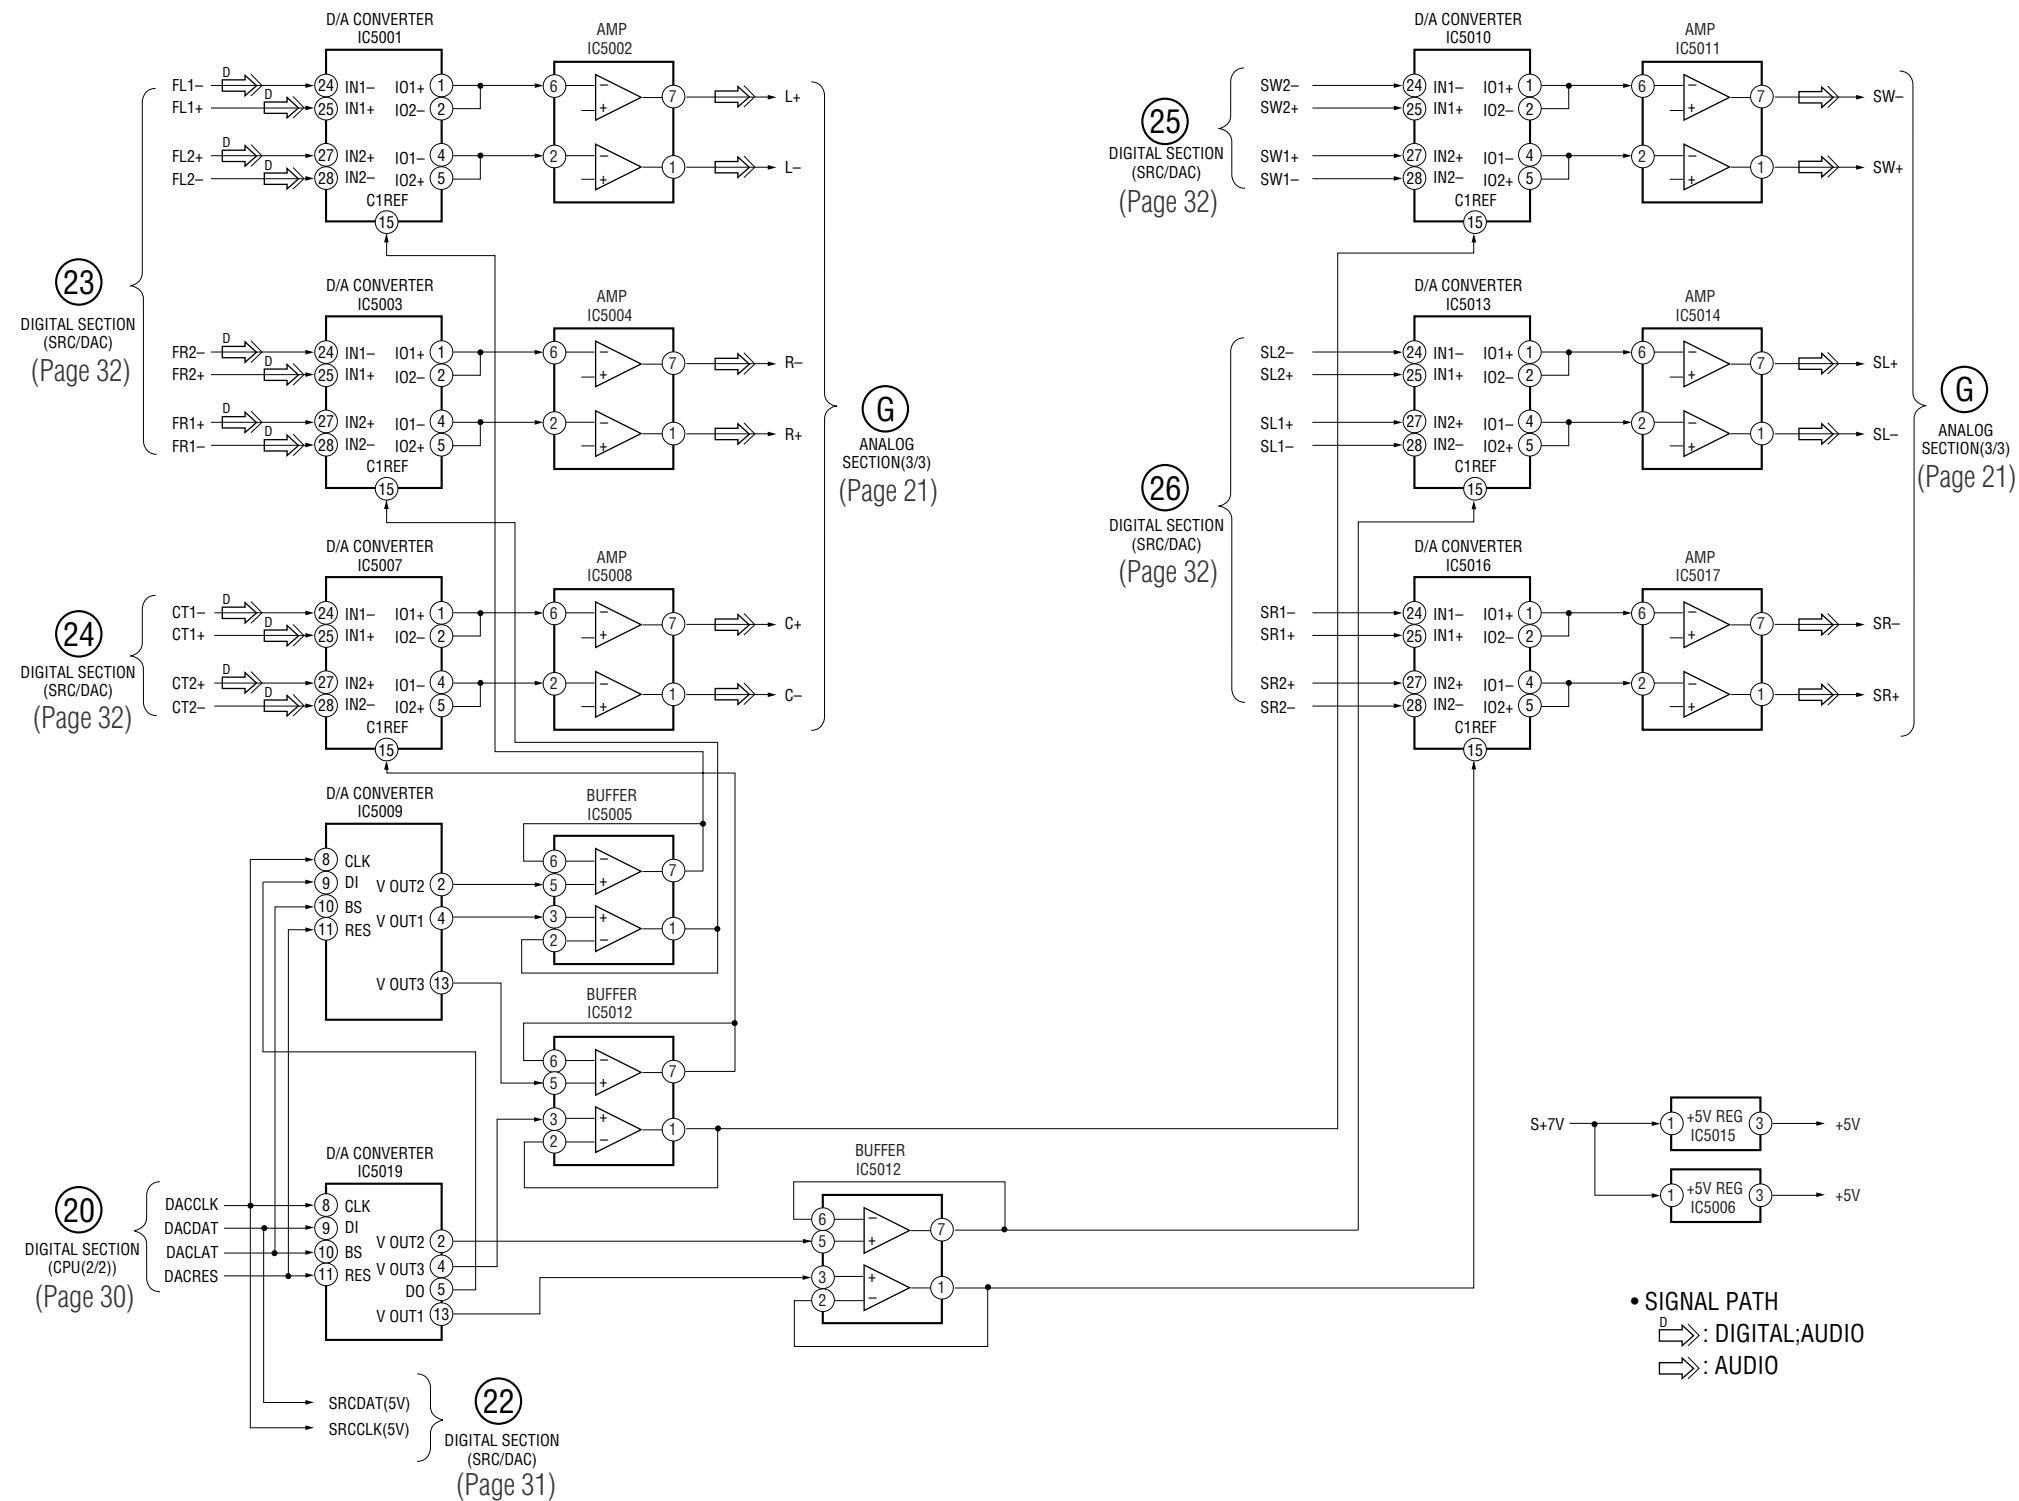 D/A CONVERTER
IC5001
AMP
IC5002
FL1–
D
24
IN1–
IO1+
1
6
–
+
7
L+
FL1+
D
25
IN1+
IO2–
2
FL2+
D
27
IN2+
IO1–
4
2
–
+
1
L–
FL2–
D
28
IN2–
IO2+
5
C1REF
15
23
DIGITAL SECTION
(SRC/DAC)
(Page 32)
D/A CONVERTER
IC5003
AMP
IC5004
FR2–
D
24
IN1–
IO1+
1
6
–
+
7
R–
FR2+
D
25
IN1+
IO2–
2
FR1+
D
27
IN2+
IO1–
4
2
–
+
1
R+
FR1–
D
28
IN2–
IO2+
5
C1REF
15
G
ANALOG
SECTION(3/3)
(Page 21)
24
DIGITAL SECTION
(SRC/DAC)
(Page 32)
D/A CONVERTER
IC5007
AMP
IC5008
CT1–
D
24
IN1–
IO1+
1
6
–
+
7
C+
CT1+
D
25
IN1+
IO2–
2
CT2+
D
27
IN2+
IO1–
4
2
–
+
1
C–
CT2–
D
28
IN2–
IO2+
5
C1REF
15
D/A CONVERTER
IC5009
8
CLK
9
DI
10
BS
11
RES
V OUT2
2
V OUT1
4
V OUT3
13
BUFFER
IC5005
6
–
5
+
7
3
+
2
–
1
BUFFER
IC5012
6
–
5
+
7
3
+
2
–
1
20
DIGITAL SECTION
(CPU(2/2))
(Page 30)
DACCLK
DACDAT
DACLAT
DACRES
D/A CONVERTER
IC5019
8
CLK
9
DI
10
BS
11
RES
V OUT2
2
V OUT3
4
DO
5
V OUT1
13
BUFFER
IC5012
6
–
5
+
7
3
+
2
–
1
SRCDAT(5V)
SRCCLK(5V)
22
DIGITAL SECTION
(SRC/DAC)
(Page 31)
25
DIGITAL SECTION
(SRC/DAC)
(Page 32)
D/A CONVERTER
IC5010
AMP
IC5011
SW2–
24
IN1–
IO1+
1
6
–
+
7
SW–
SW2+
25
IN1+
IO2–
2
SW1+
27
IN2+
IO1–
4
2
–
+
1
SW+
SW1–
28
IN2–
IO2+
5
C1REF
15
26
DIGITAL SECTION
(SRC/DAC)
(Page 32)
D/A CONVERTER
IC5013
AMP
IC5014
SL2–
24
IN1–
IO1+
1
6
–
+
7
SL+
SL2+
25
IN1+
IO2–
2
SL1+
27
IN2+
IO1–
4
2
–
+
1
SL–
SL1–
28
IN2–
IO2+
5
C1REF
15
G
ANALOG
SECTION(3/3)
(Page 21)
D/A CONVERTER
IC5016
AMP
IC5017
SR1–
24
IN1–
IO1+
1
6
–
+
7
SR–
SR1+
25
IN1+
IO2–
2
SR2+
27
IN2+
IO1–
4
2
–
+
1
SR+
SR2–
28
IN2–
IO2+
5
C1REF
15
S+7V
1
+5V REG
IC5015
3
+5V
1
+5V REG
IC5006
3
+5V
• SIGNAL PATH
D
: DIGITAL;AUDIO
: AUDIO